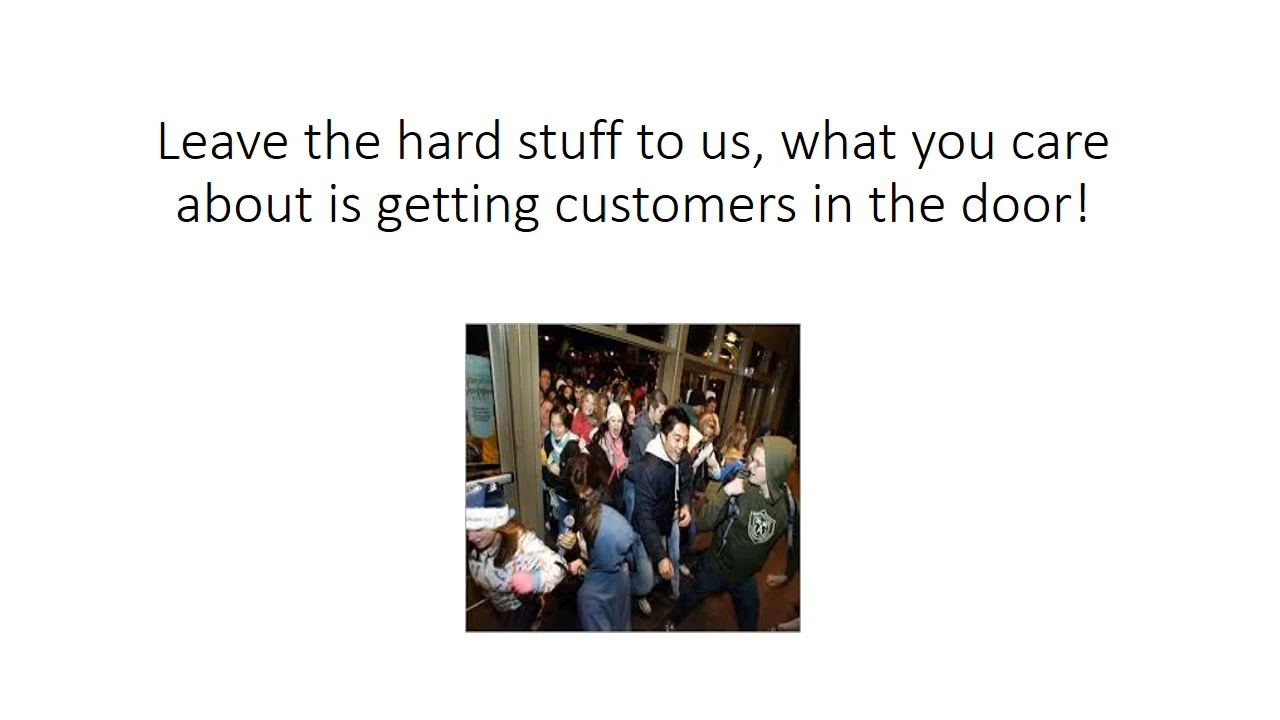 Leave the hard stuff to us, what you care
about is getting customers in the door!